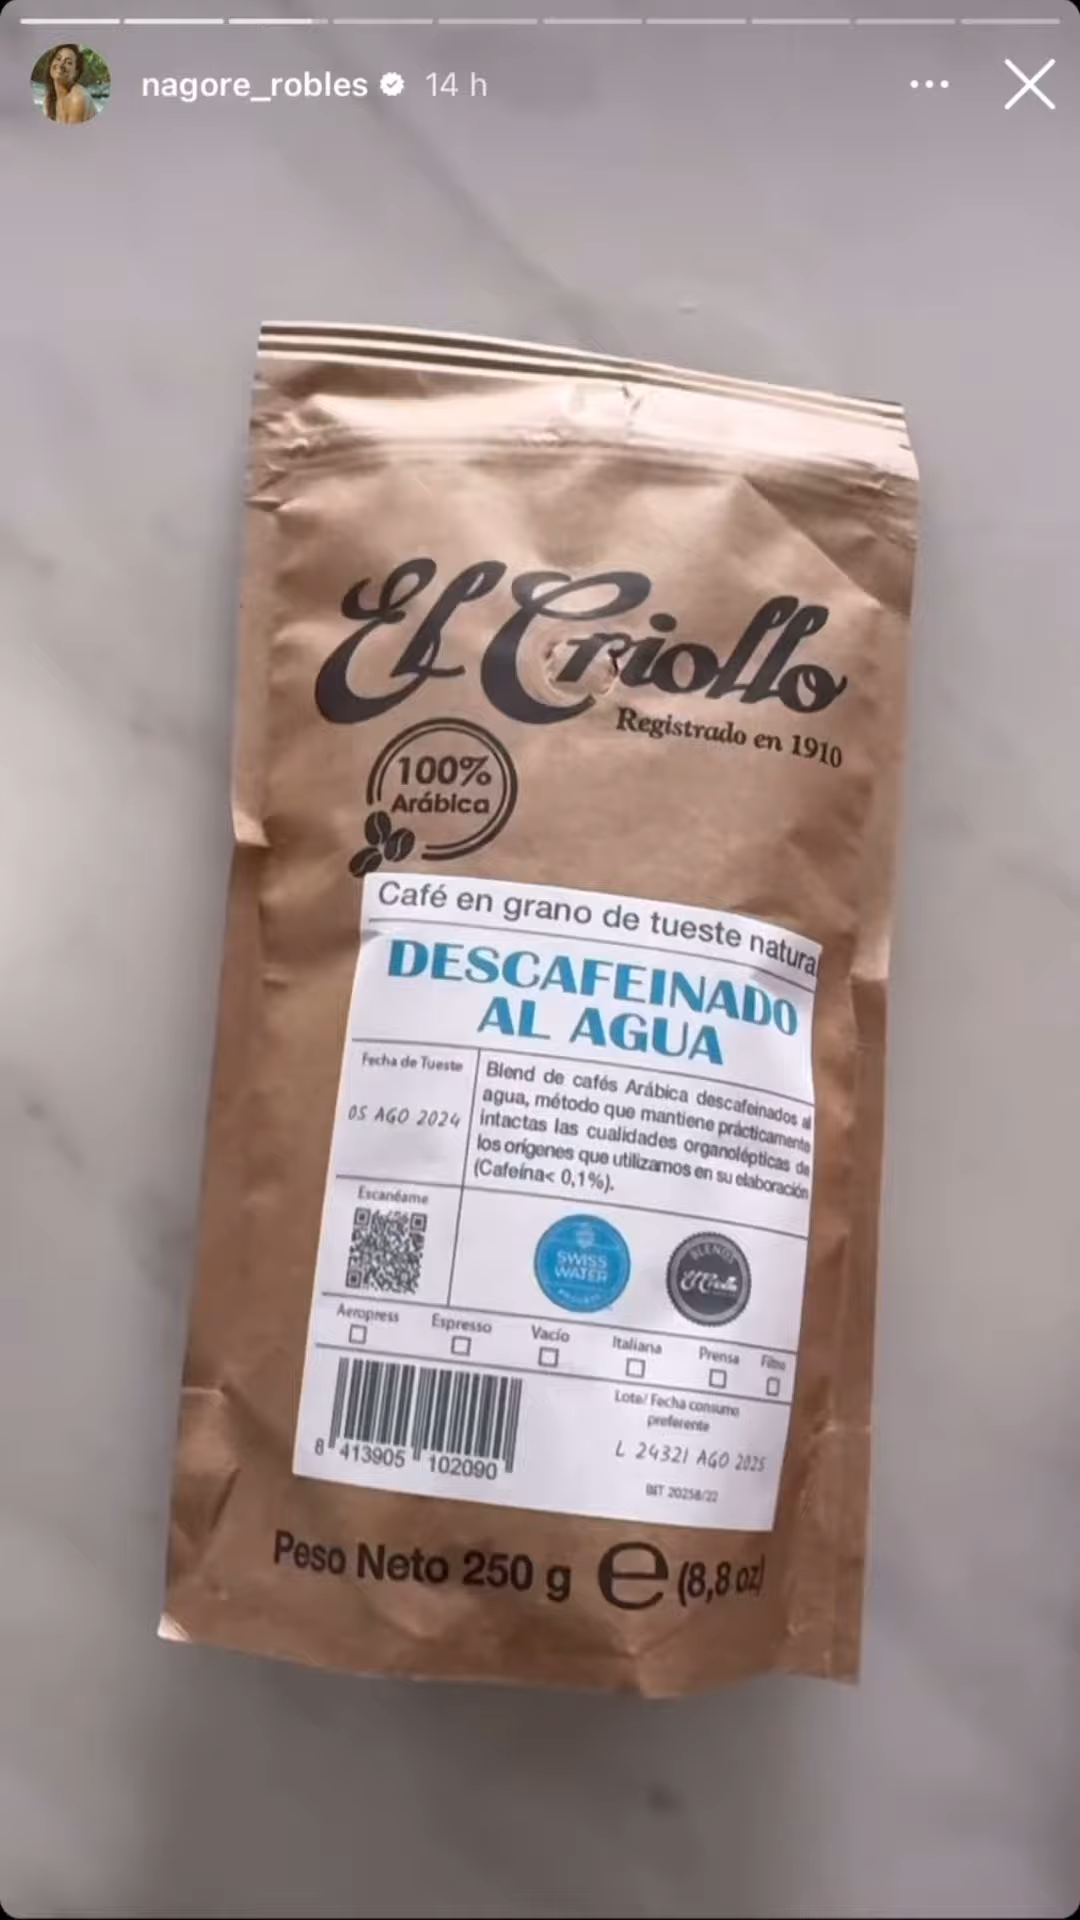 nagore_robles 14 h
El Criollo
Registrado en 1910
100%
Arábica
Café en grano de tueste natural
DESCAFEINADO
AL AGUA
Fecha de Tueste
05 AGO 2024
Blend de cafés Arábica descafeinados al
agua, método que mantiene prácticamente
intactas las cualidades organolépticas de
los orígenes que utilizamos en su elaboración
(Cafeína< 0,1%).
Escanéame
SWISS
WATER
BLENDS
El Criollo
Aeropress Espresso Vacío Italiana Prensa Filtro
Lote/ Fecha consumo
preferente
L 24321 AGO 2025
8 413905 102090
Peso Neto 250 g e (8,8 oz)